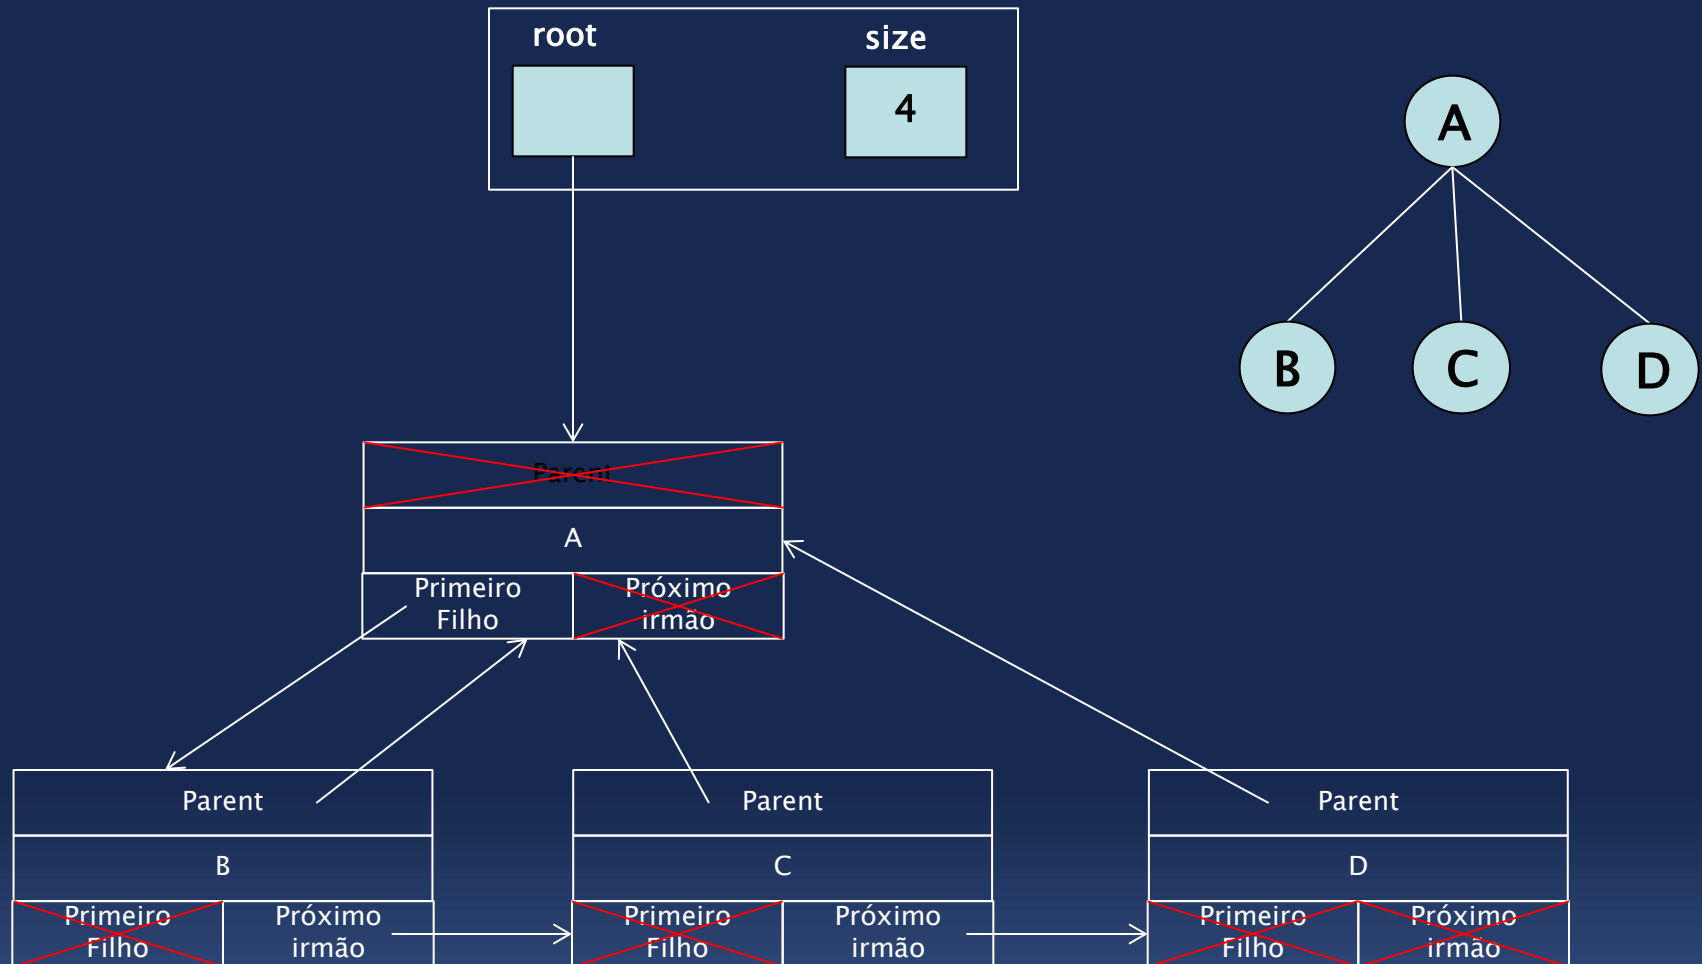 root
size
4
A
B
C
D
Parent
A
Primeiro
Filho
Próximo
irmão
Parent
B
Primeiro
Filho
Próximo
irmão
Parent
C
Primeiro
Filho
Próximo
irmão
Parent
D
Primeiro
Filho
Próximo
irmão